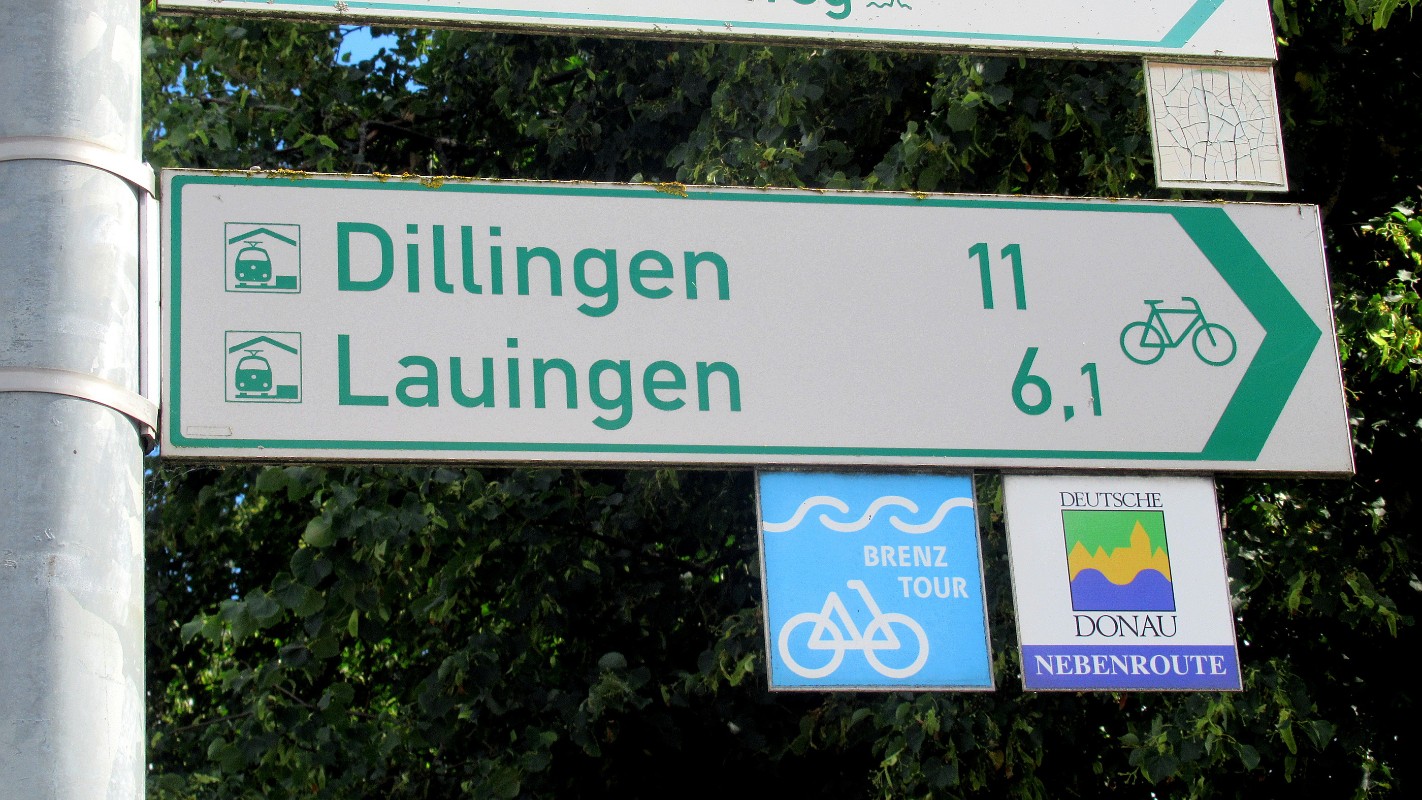 Dillingen 11
Lauingen 6,1
BRENZ
TOUR
DEUTSCHE
DONAU
NEBENROUTE